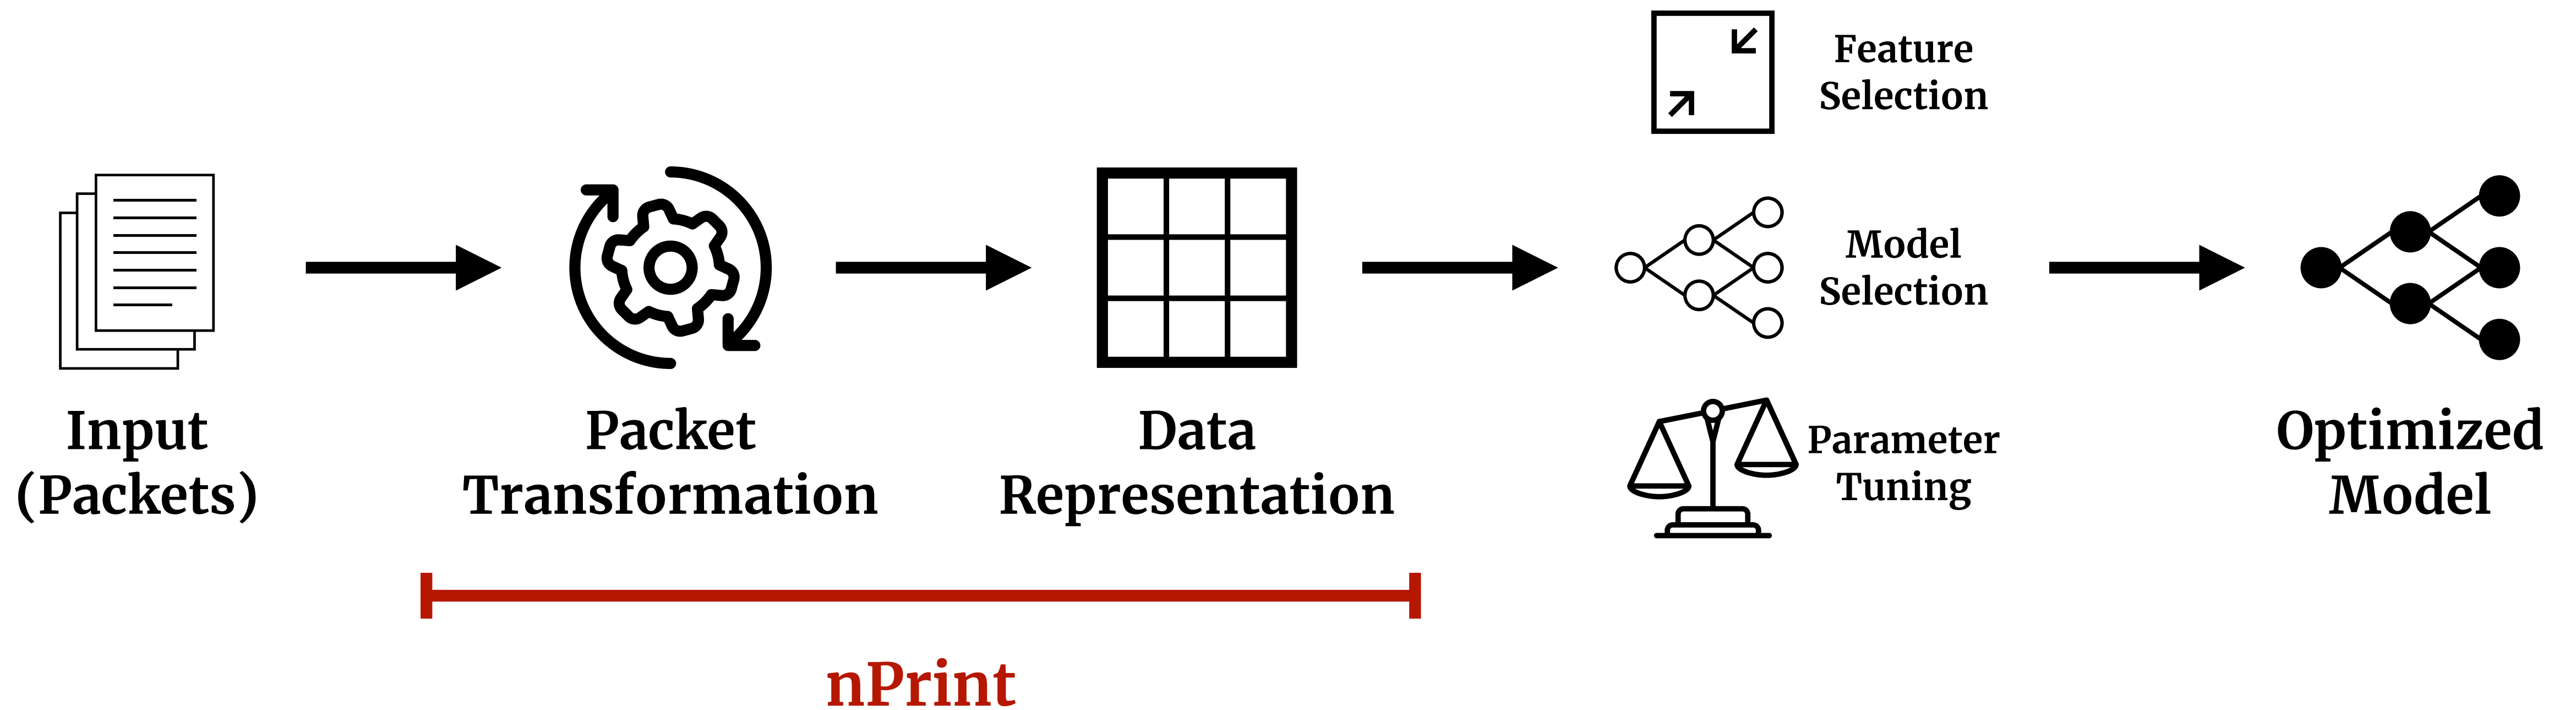 Feature
Selection
Model
Selection
Parameter
Tuning
Input
(Packets)
Packet
Transformation
Data
Representation
Optimized
Model
nPrint